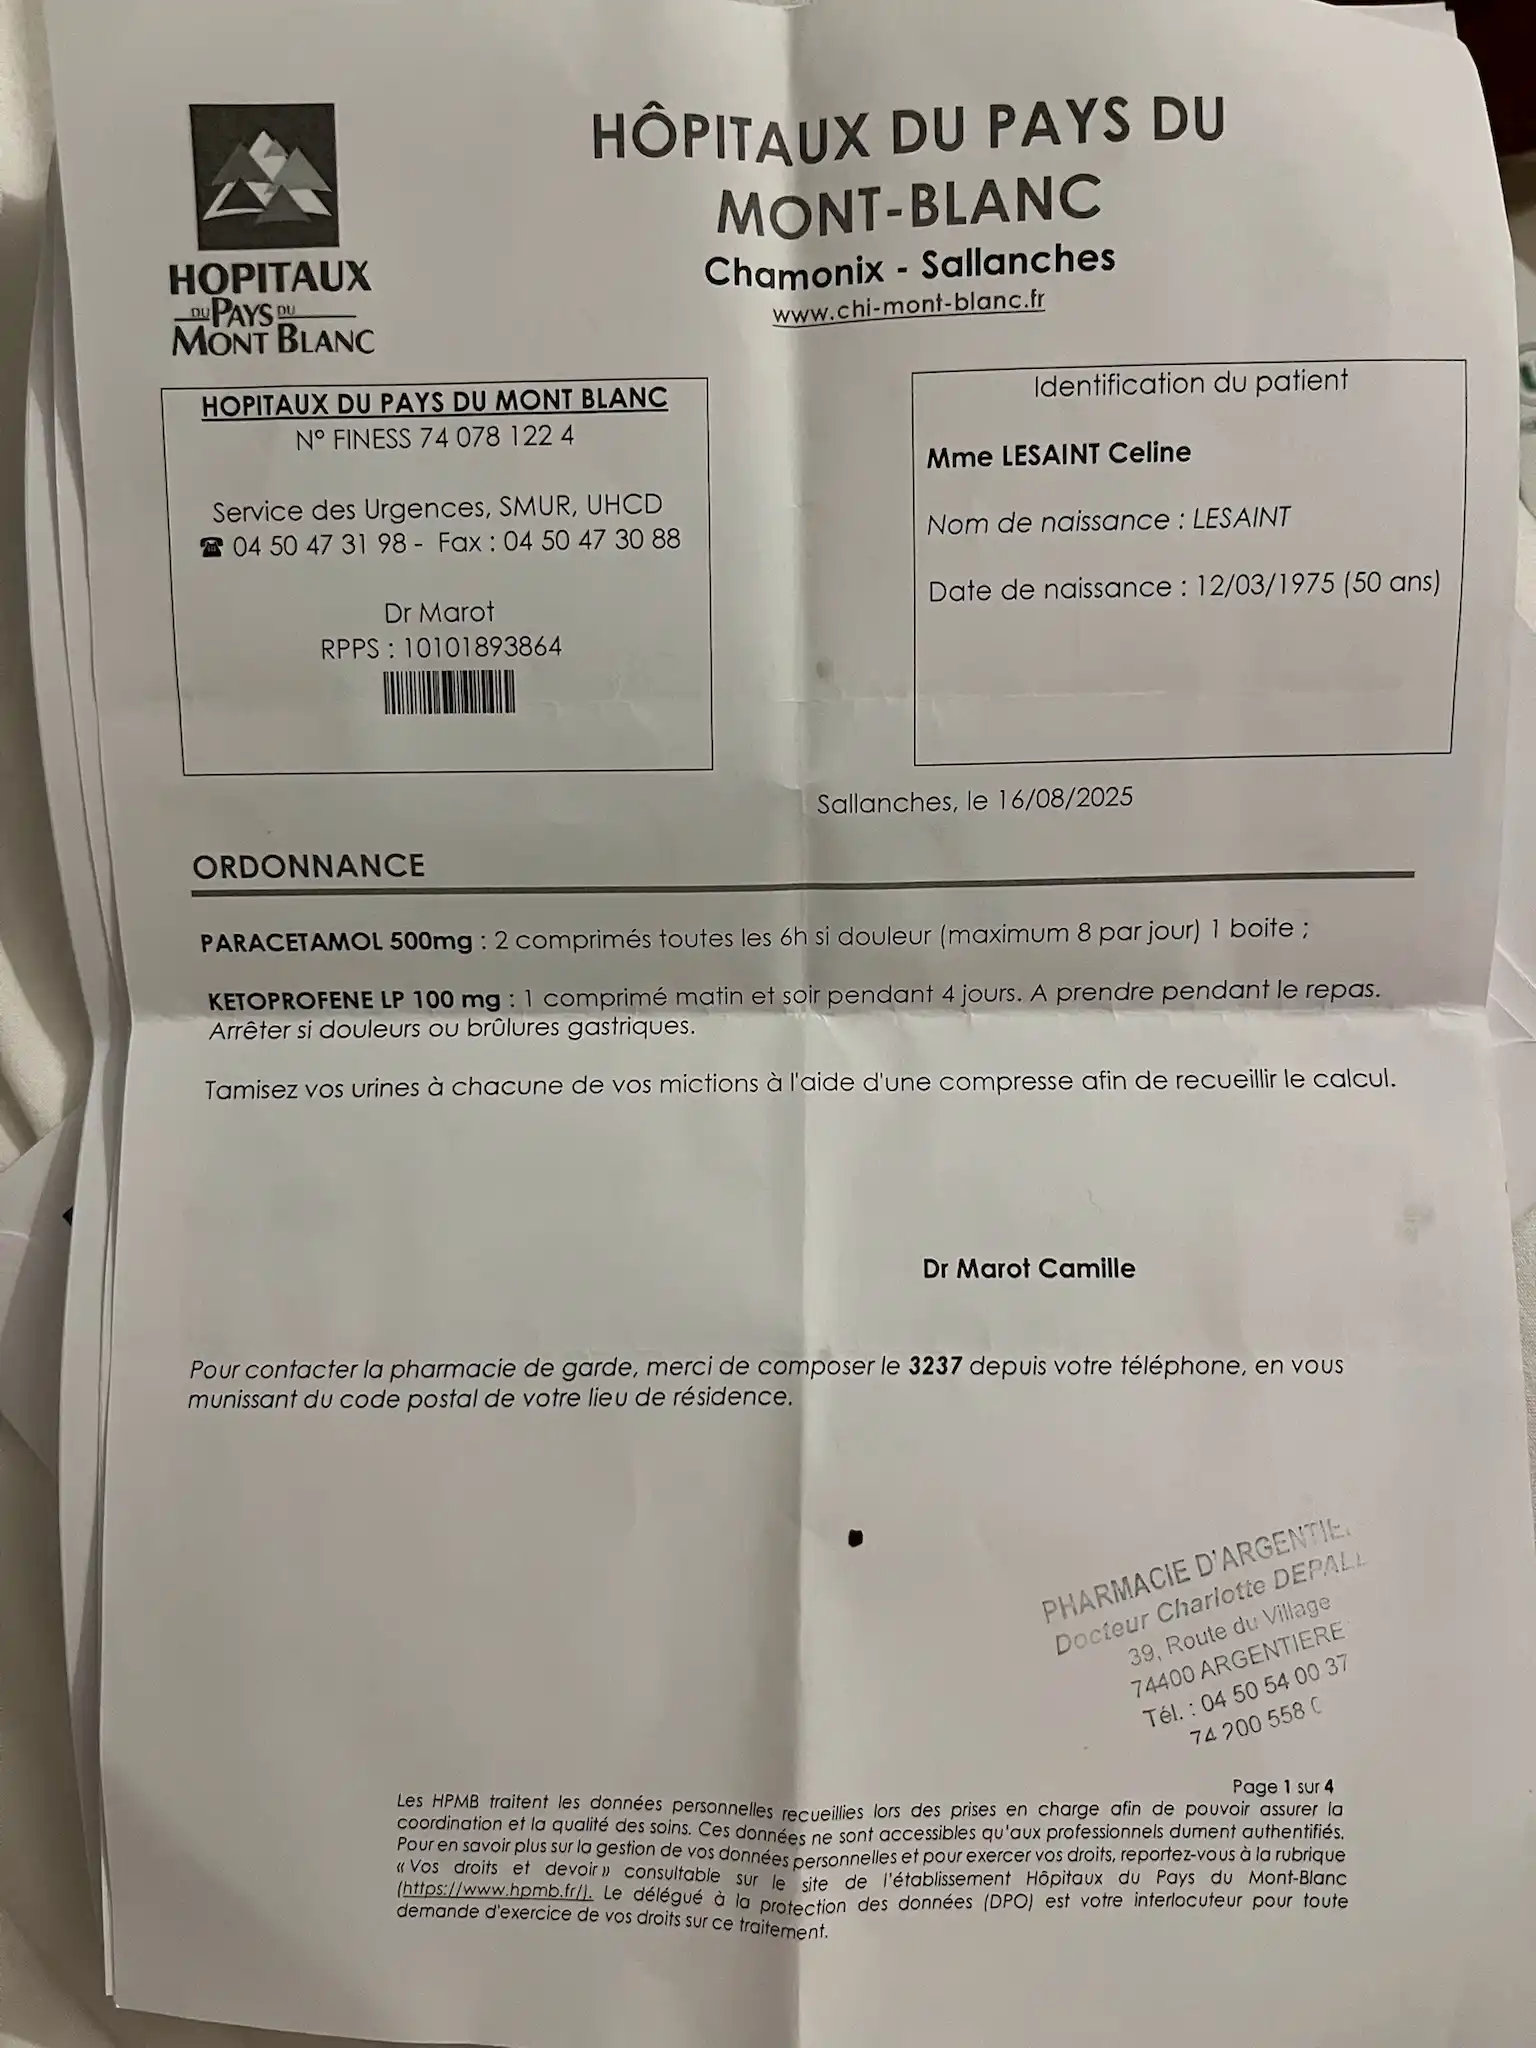 HÔPITAUX DU PAYS DU
MONT-BLANC
Chamonix - Sallanches
www.chi-mont-blanc.fr
HOPITAUX
DU PAYS DU
MONT BLANC
HOPITAUX DU PAYS DU MONT BLANC
N° FINESS 74 078 122 4
Service des Urgences, SMUR, UHCD
☎ 04 50 47 31 98 - Fax : 04 50 47 30 88
Dr Marot
RPPS : 10101893864
Identification du patient
Mme LESAINT Celine
Nom de naissance : LESAINT
Date de naissance : 12/03/1975 (50 ans)
Sallanches, le 16/08/2025
ORDONNANCE
PARACETAMOL 500mg : 2 comprimés toutes les 6h si douleur (maximum 8 par jour) 1 boite ;
KETOPROFENE LP 100 mg : 1 comprimé matin et soir pendant 4 jours. A prendre pendant le repas.
Arrêter si douleurs ou brûlures gastriques.
Tamisez vos urines à chacune de vos mictions à l'aide d'une compresse afin de recueillir le calcul.
Dr Marot Camille
Pour contacter la pharmacie de garde, merci de composer le 3237 depuis votre téléphone, en vous
munissant du code postal de votre lieu de résidence.
PHARMACIE D'ARGENTIE
Docteur Charlotte DEPALL
39, Route du Village
74400 ARGENTIERE
Tél. : 04 50 54 00 37
74 200 558
Page 1 sur 4
Les HPMB traitent les données personnelles recueillies lors des prises en charge afin de pouvoir assurer la
coordination et la qualité des soins. Ces données ne sont accessibles qu'aux professionnels dument authentifiés.
Pour en savoir plus sur la gestion de vos données personnelles et pour exercer vos droits, reportez-vous à la rubrique
« Vos droits et devoir » consultable sur le site de l'établissement Hôpitaux du Pays du Mont-Blanc
(https://www.hpmb.fr/). Le délégué à la protection des données (DPO) est votre interlocuteur pour toute
demande d'exercice de vos droits sur ce traitement.